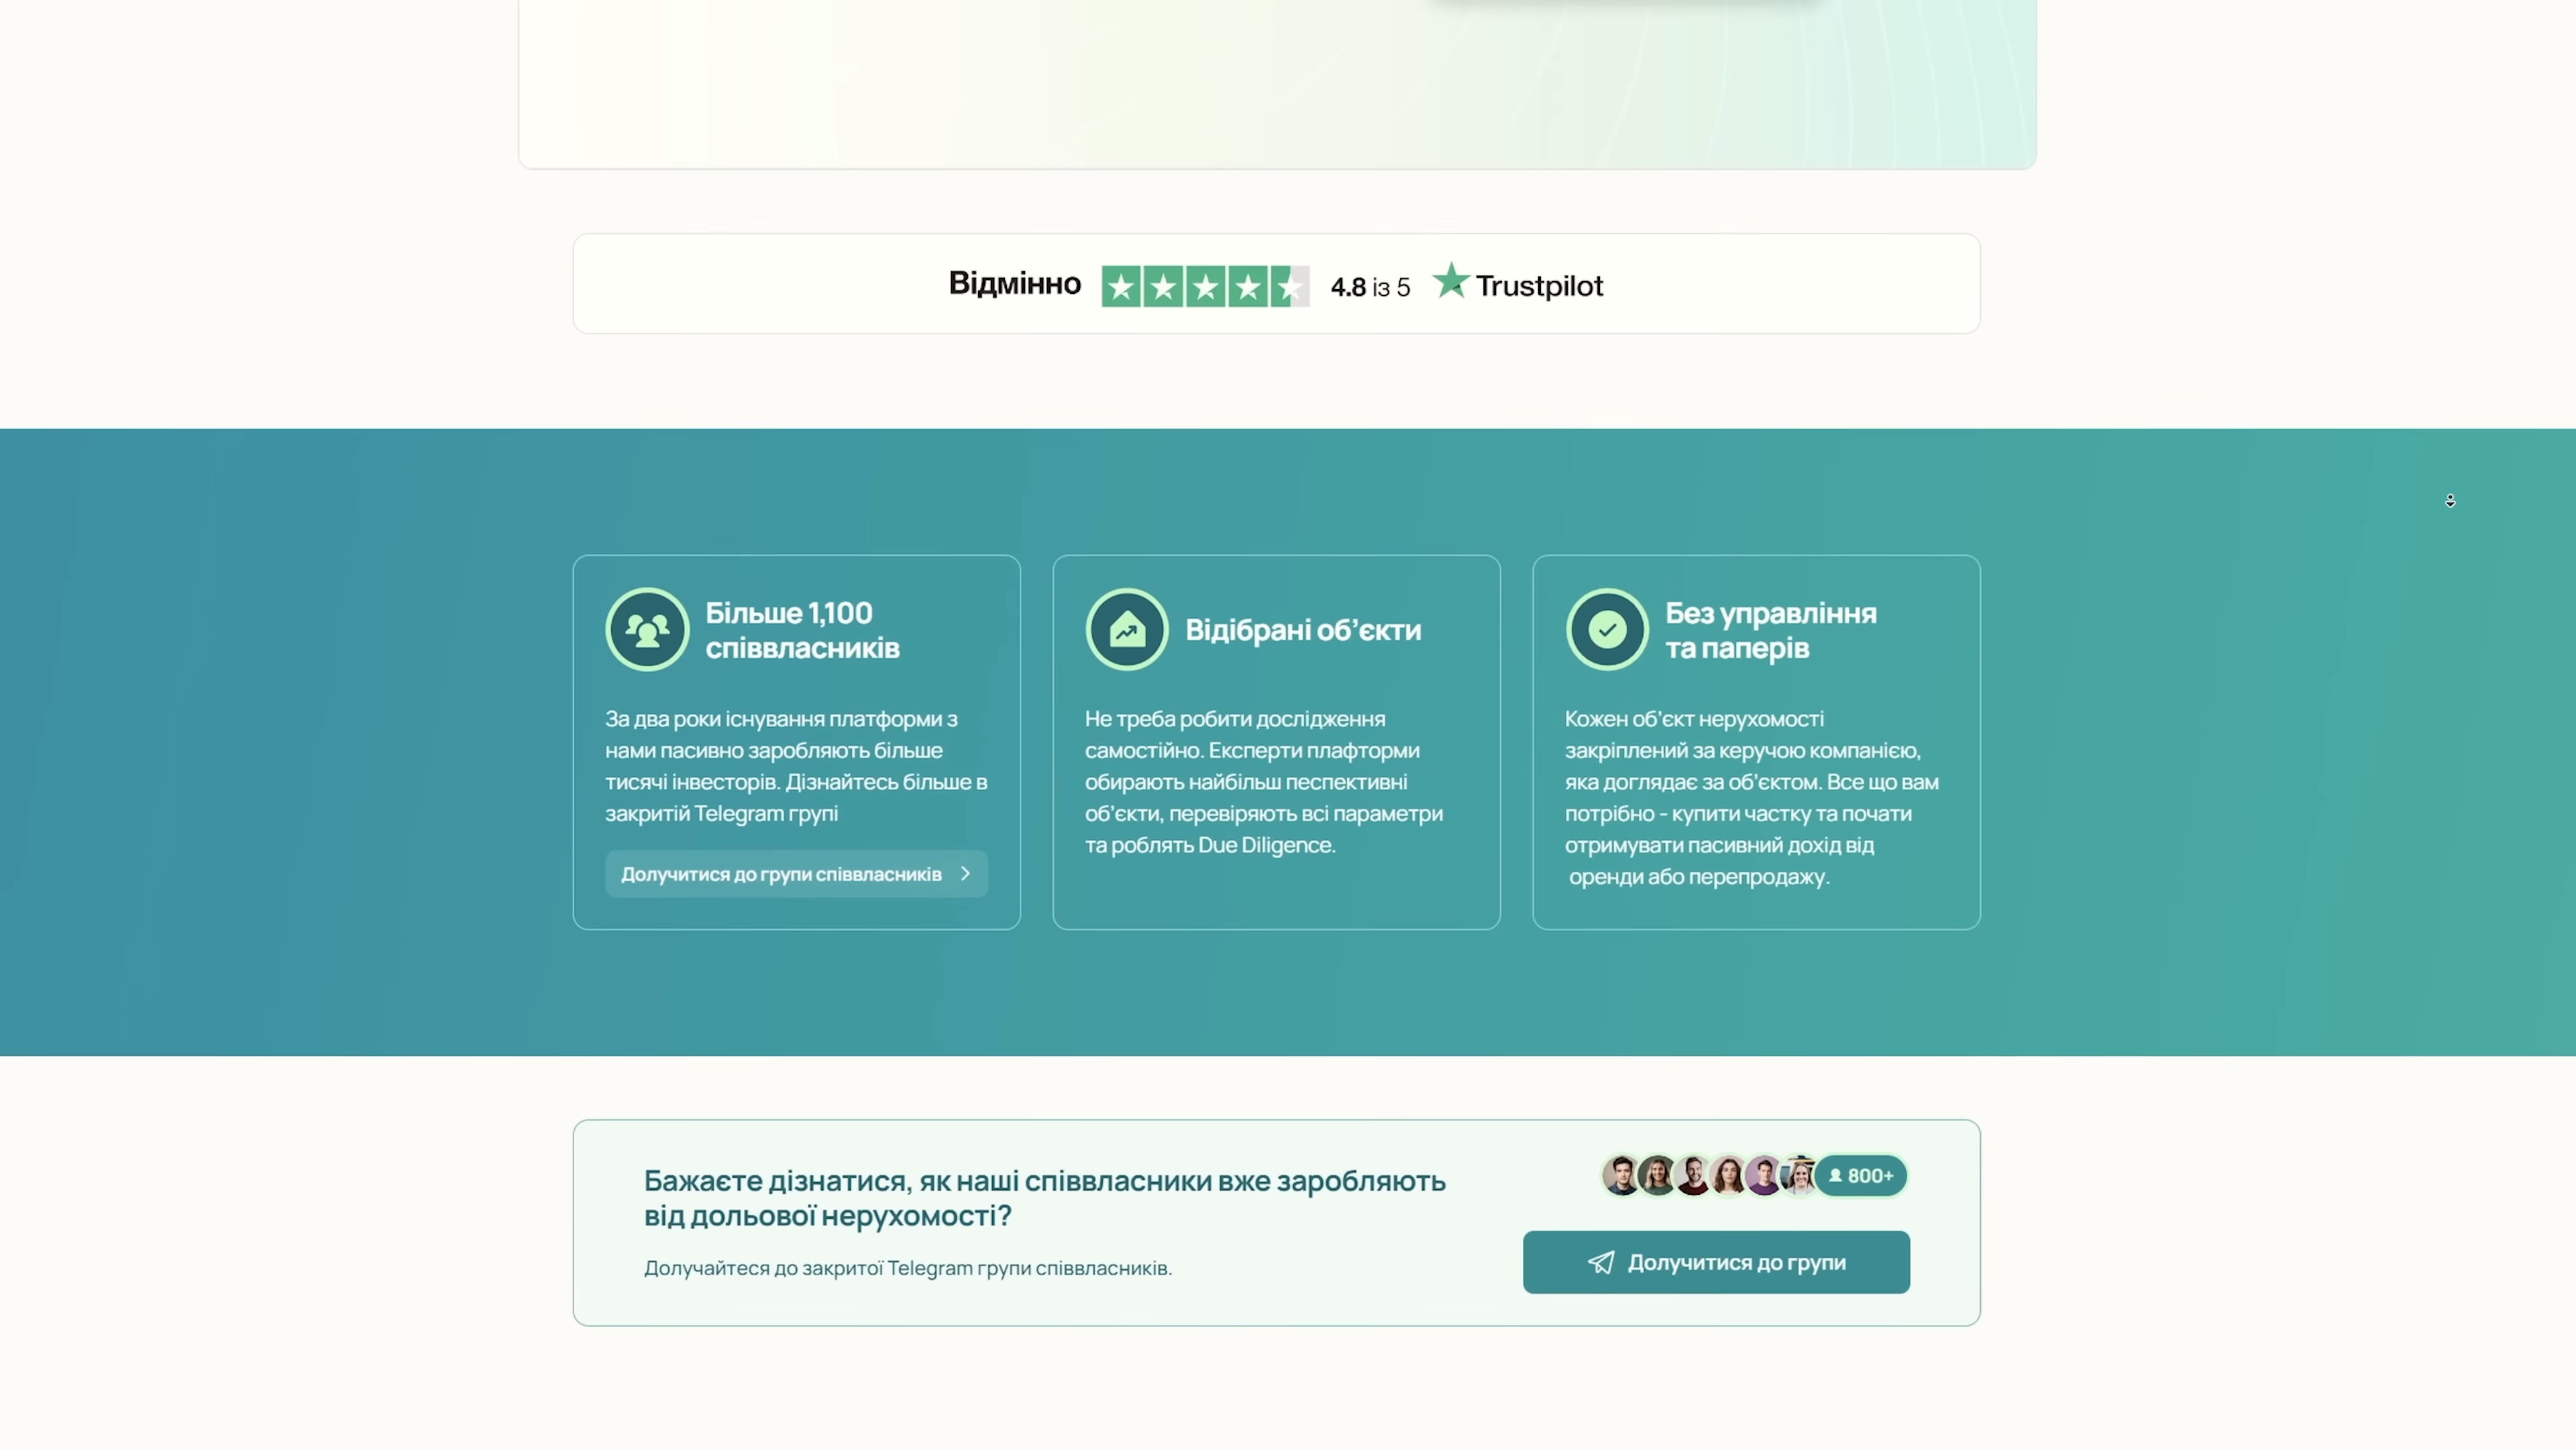 Відмінно 4.8 із 5 Trustpilot
Більше 1,100
співвласників
За два роки існування платформи з
нами пасивно заробляють більше
тисячі інвесторів. Дізнайтесь більше в
закритій Telegram групі
Долучитися до групи співвласників
Відібрані об’єкти
Не треба робити дослідження
самостійно. Експерти плафторми
обирають найбільш песпективні
об’єкти, перевіряють всі параметри
та роблять Due Diligence.
Без управління
та паперів
Кожен об’єкт нерухомості
закріплений за керучою компанією,
яка доглядає за об’єктом. Все що вам
потрібно - купити частку та почати
отримувати пасивний дохід від
оренди або перепродажу.
Бажаєте дізнатися, як наші співвласники вже заробляють
від дольової нерухомості?
Долучайтеся до закритої Telegram групи співвласників.
800+
Долучитися до групи